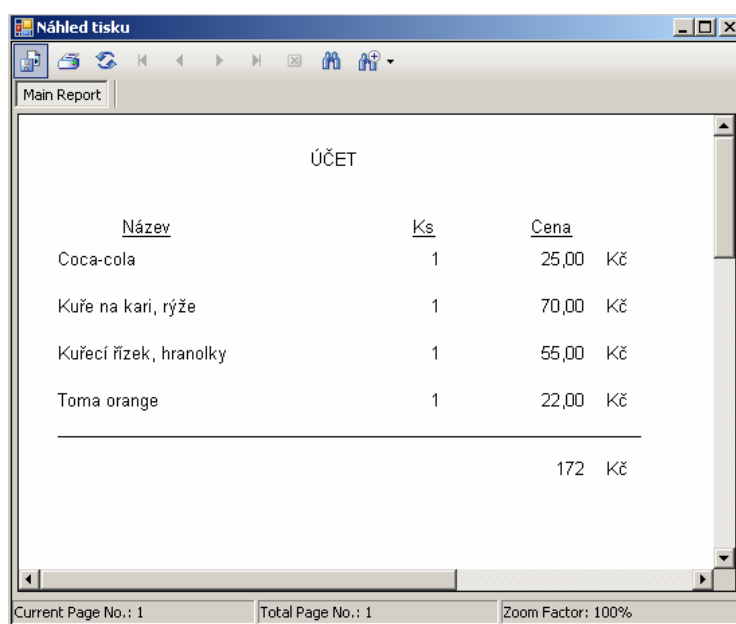 Náhled tisku
Main Report
ÚČET
Název Ks Cena
Coca-cola 1 25,00 Kč
Kuře na kari, rýže 1 70,00 Kč
Kuřecí řízek, hranolky 1 55,00 Kč
Toma orange 1 22,00 Kč
172 Kč
Current Page No.: 1 Total Page No.: 1 Zoom Factor: 100%